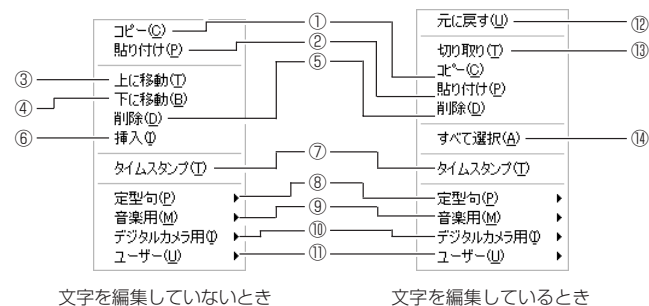 コピー(C)
貼り付け(P)
上に移動(T)
下に移動(B)
削除(D)
挿入(I)
タイムスタンプ(T)
定型句(P)
音楽用(M)
デジタルカメラ用(I)
ユーザー(U)
文字を編集していないとき
①
②
③
④
⑤
⑥
⑦
⑧
⑨
⑩
⑪
元に戻す(U)
切り取り(T)
コピー(C)
貼り付け(P)
削除(D)
すべて選択(A)
タイムスタンプ(T)
定型句(P)
音楽用(M)
デジタルカメラ用(I)
ユーザー(U)
⑫
⑬
⑭
文字を編集しているとき